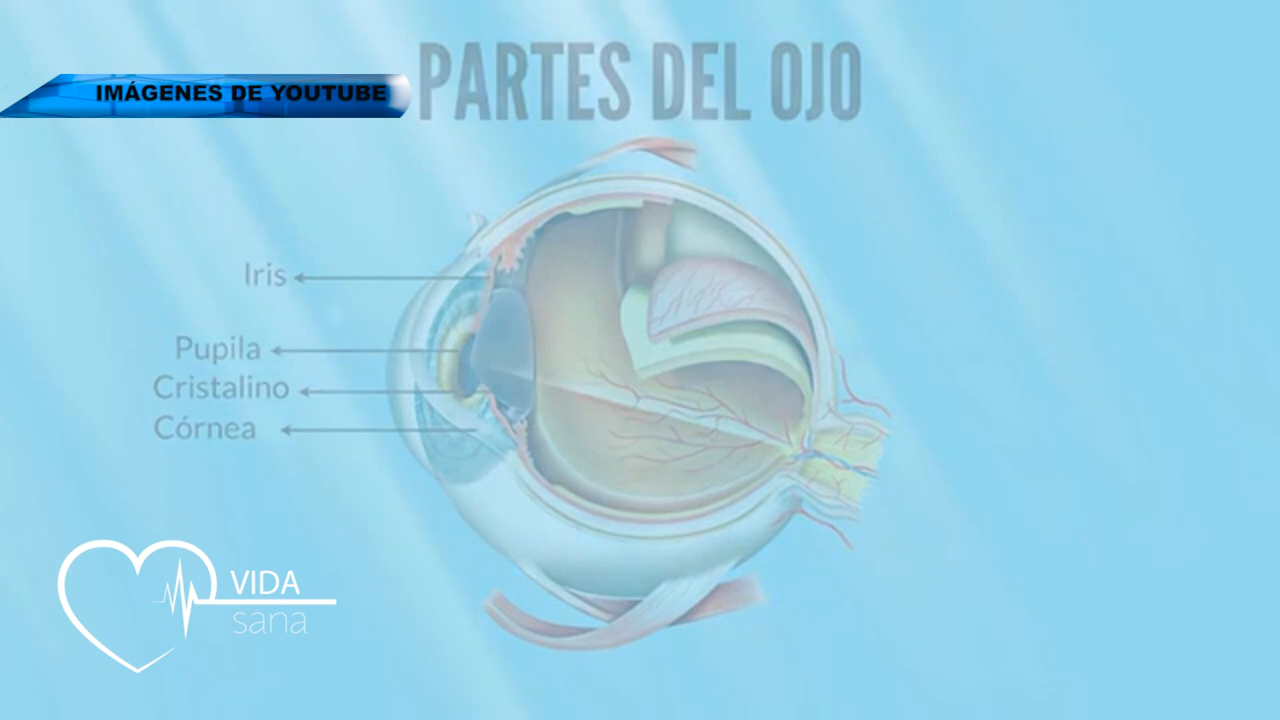 PARTES DEL OJO
IMÁGENES DE YOUTUBE
Iris
Pupila
Cristalino
Córnea
VIDA
sana